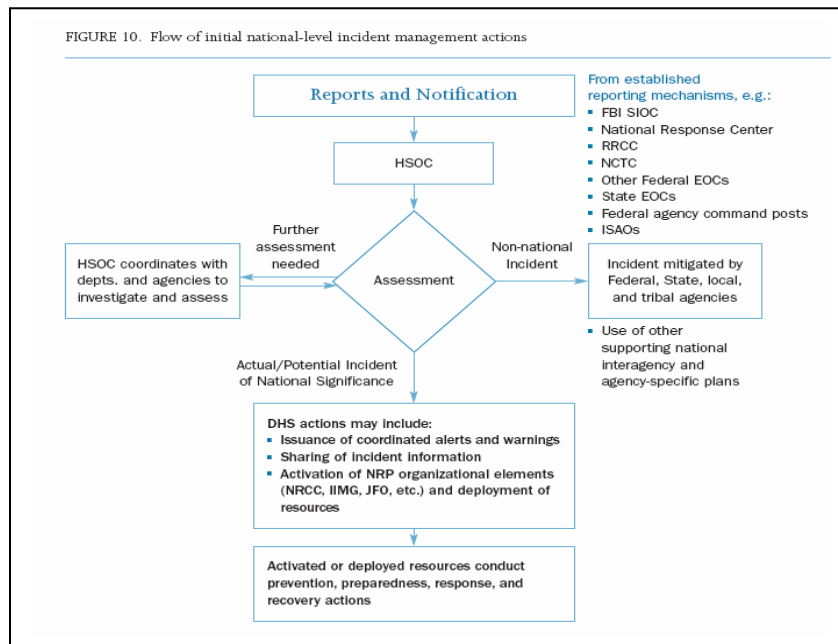 FIGURE 10. Flow of initial national-level incident management actions
Reports and Notification
From established
reporting mechanisms, e.g.:
▪ FBI SIOC
▪ National Response Center
▪ RRCC
▪ NCTC
▪ Other Federal EOCs
▪ State EOCs
▪ Federal agency command posts
▪ ISAOs
HSOC
Further
assessment
needed
HSOC coordinates with
depts. and agencies to
investigate and assess
Assessment
Non-national
Incident
Incident mitigated by
Federal, State, local,
and tribal agencies
▪ Use of other
supporting national
interagency and
agency-specific plans
Actual/Potential Incident
of National Significance
DHS actions may include:
▪ Issuance of coordinated alerts and warnings
▪ Sharing of incident information
▪ Activation of NRP organizational elements
(NRCC, IIMG, JFO, etc.) and deployment of
resources
Activated or deployed resources conduct
prevention, preparedness, response, and
recovery actions